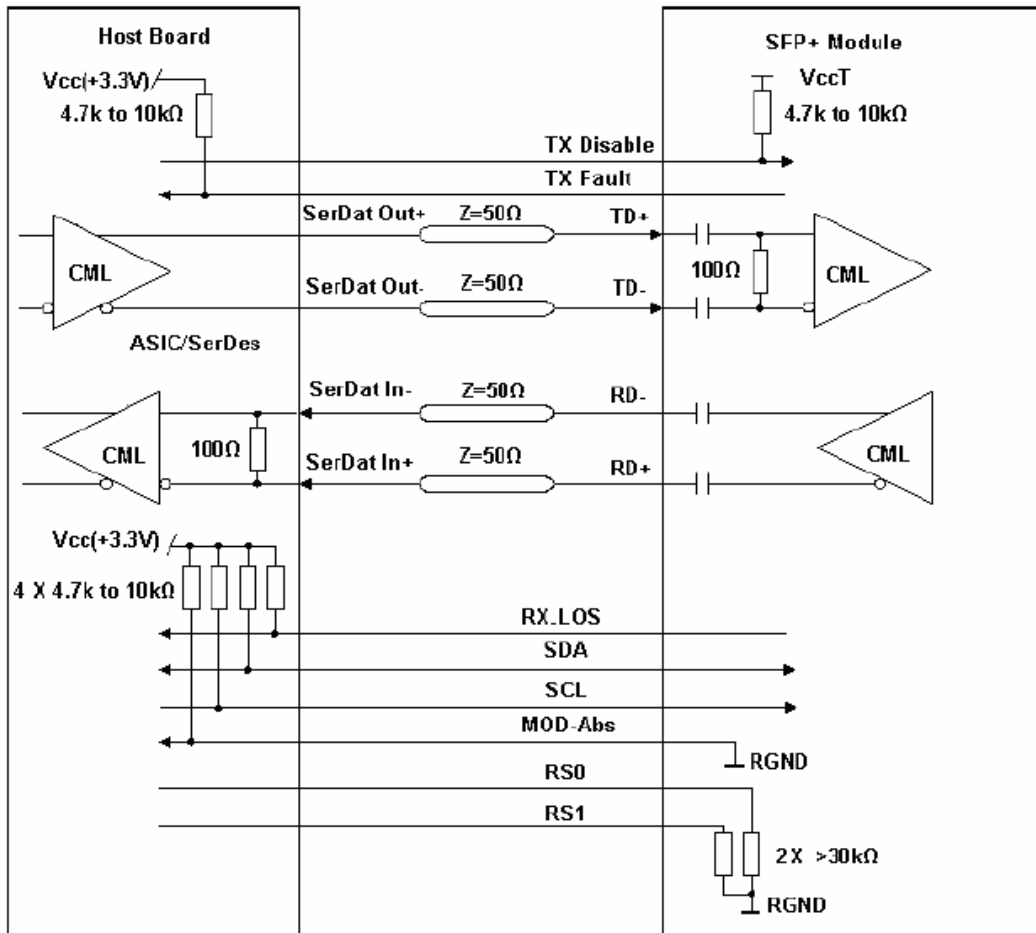 Host Board
SFP+ Module
Vcc(+3.3V)
4.7k to 10kΩ
VccT
4.7k to 10kΩ
TX Disable
TX Fault
SerDat Out+
Z=50Ω
TD+
CML
100Ω
CML
SerDat Out-
Z=50Ω
TD-
ASIC/SerDes
SerDat In-
Z=50Ω
RD-
CML
100Ω
CML
SerDat In+
Z=50Ω
RD+
Vcc(+3.3V)
4 X 4.7k to 10kΩ
RX_LOS
SDA
SCL
MOD-Abs
RGND
RS0
RS1
2X >30kΩ
RGND